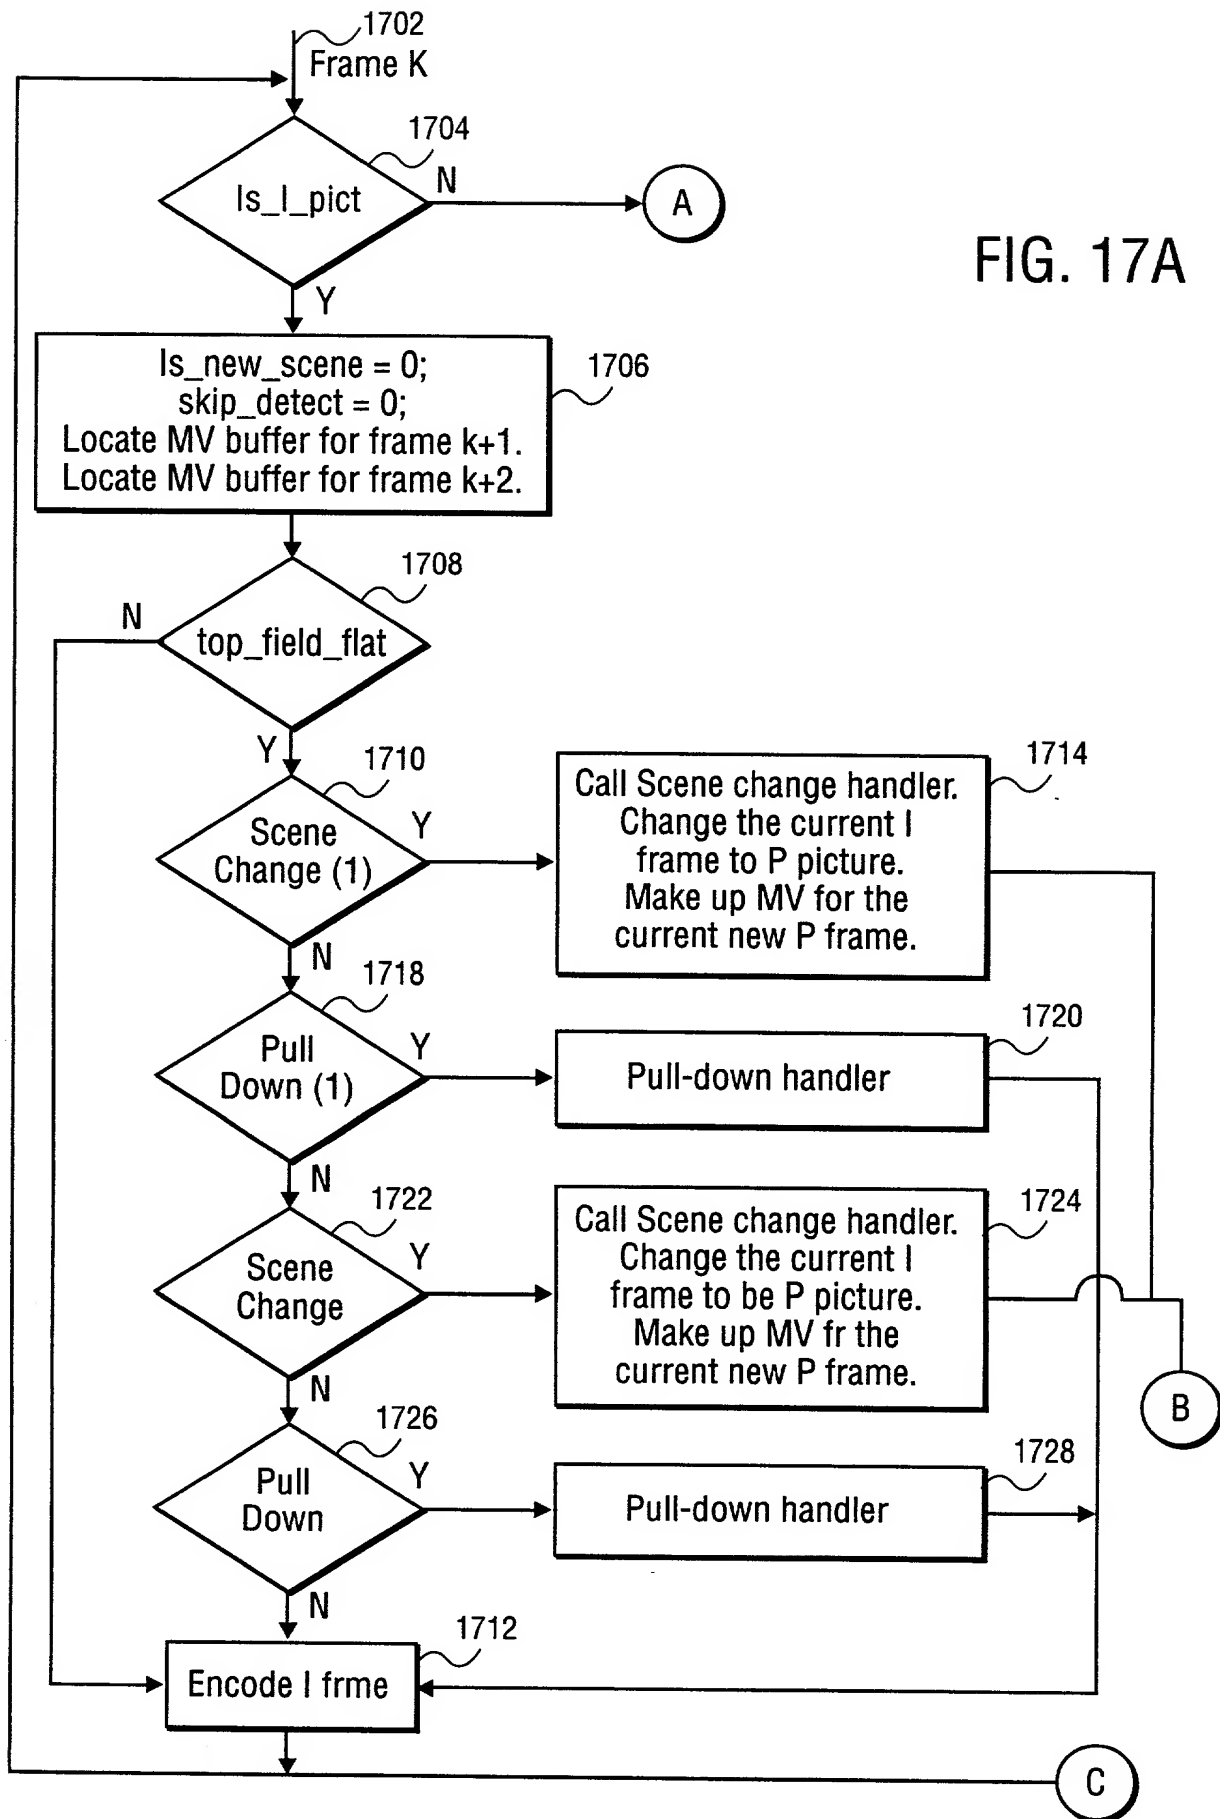 1702
Frame K
1704
Is_I_pict
N
A
FIG. 17A
Y
Is_new_scene = 0;
skip_detect = 0;
Locate MV buffer for frame k+1.
Locate MV buffer for frame k+2.
1706
1708
N
top_field_flat
Y
1710
Scene
Change (1)
Y
Call Scene change handler.
Change the current I
frame to P picture.
Make up MV for the
current new P frame.
1714
N
1718
Pull
Down (1)
Y
Pull-down handler
1720
N
1722
Scene
Change
Y
Call Scene change handler.
Change the current I
frame to be P picture.
Make up MV fr the
current new P frame.
1724
B
N
1726
Pull
Down
Y
Pull-down handler
1728
N
1712
Encode I frme
C